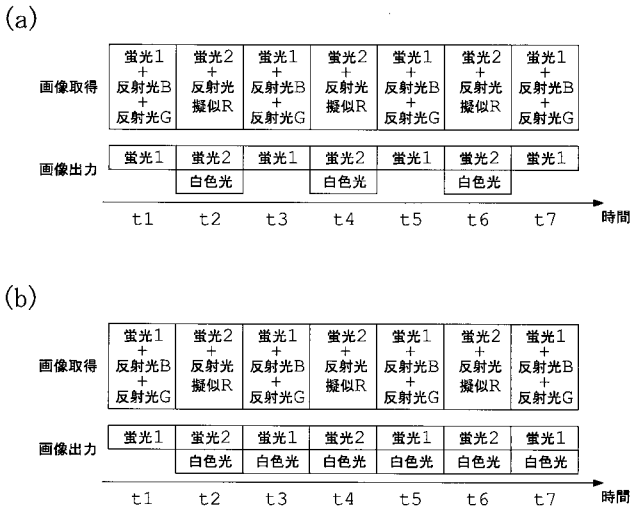 (a)
画像取得
蛍光1 + 反射光B + 反射光G
蛍光2 + 反射光 擬似R
蛍光1 + 反射光B + 反射光G
蛍光2 + 反射光 擬似R
蛍光1 + 反射光B + 反射光G
蛍光2 + 反射光 擬似R
蛍光1 + 反射光B + 反射光G
画像出力
蛍光1 蛍光2 蛍光1 蛍光2 蛍光1 蛍光2 蛍光1
白色光 白色光 白色光
t1 t2 t3 t4 t5 t6 t7 時間
(b)
画像取得
蛍光1 + 反射光B + 反射光G
蛍光2 + 反射光 擬似R
蛍光1 + 反射光B + 反射光G
蛍光2 + 反射光 擬似R
蛍光1 + 反射光B + 反射光G
蛍光2 + 反射光 擬似R
蛍光1 + 反射光B + 反射光G
画像出力
蛍光1 蛍光2 蛍光1 蛍光2 蛍光1 蛍光2 蛍光1
白色光 白色光 白色光 白色光 白色光 白色光
t1 t2 t3 t4 t5 t6 t7 時間